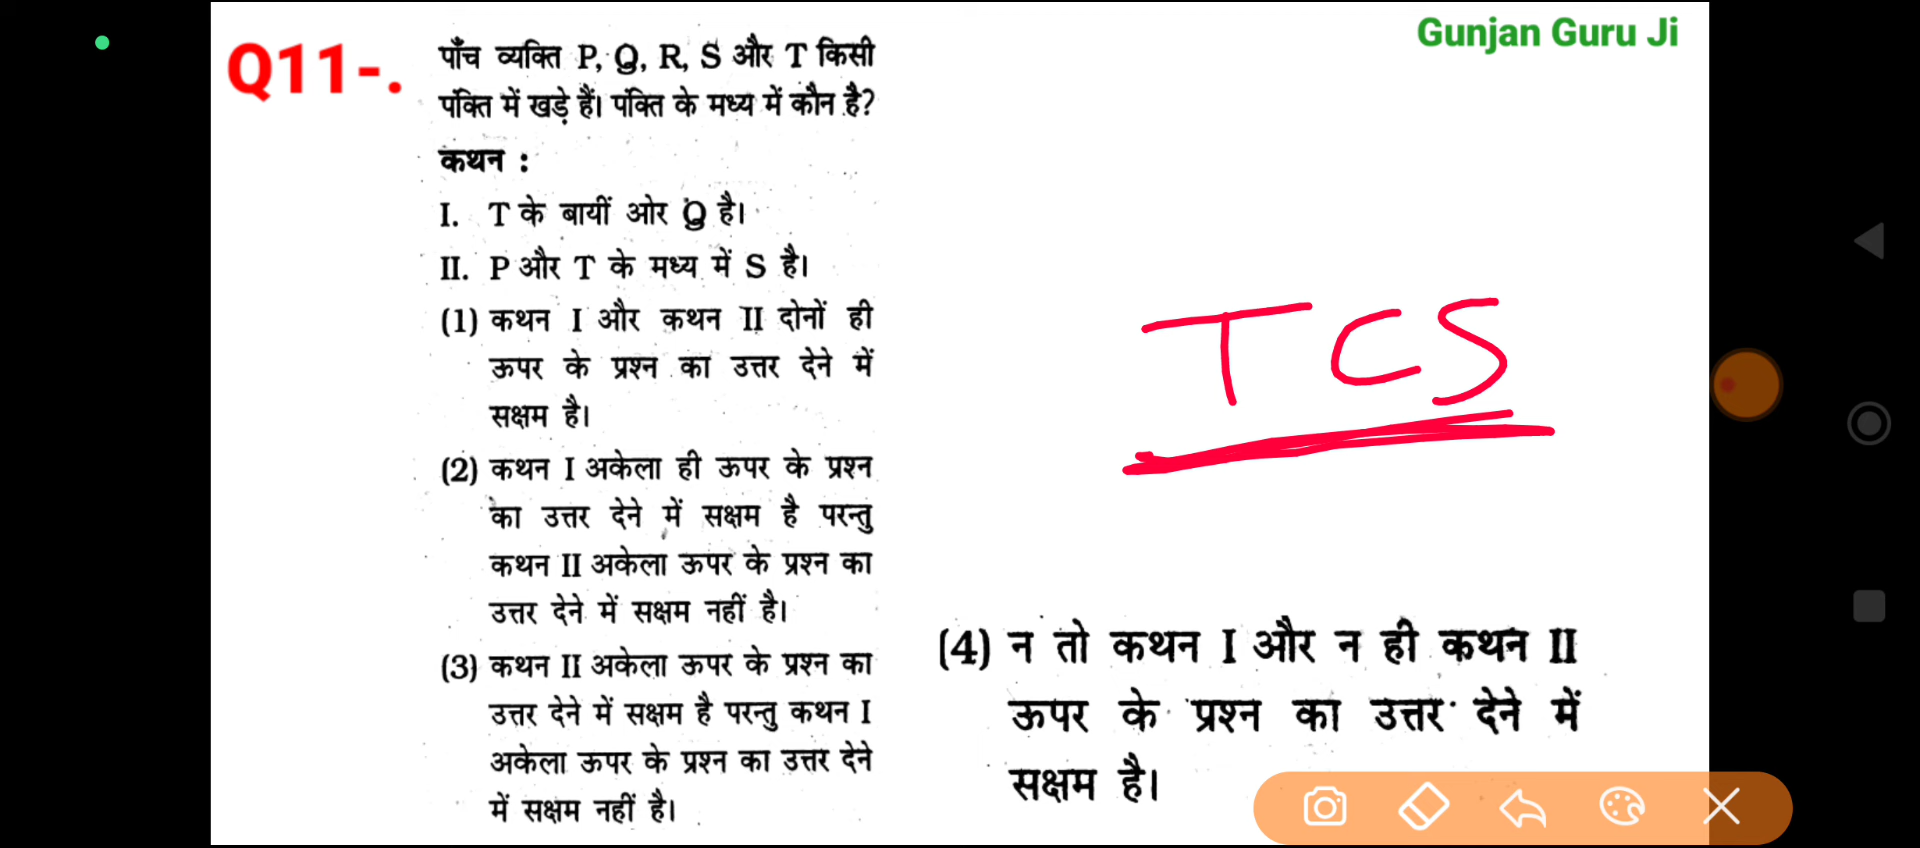 Gunjan Guru Ji
Q11-.
पाँच व्यक्ति P, Q, R, S और T किसी
पंक्ति में खड़े हैं। पंक्ति के मध्य में कौन है?
कथन :
I. T के बायीं ओर Q है।
II. P और T के मध्य में S है।
(1) कथन I और कथन II दोनों ही
ऊपर के प्रश्न का उत्तर देने में
सक्षम है।
(2) कथन I अकेला ही ऊपर के प्रश्न
का उत्तर देने में सक्षम है परन्तु
कथन II अकेला ऊपर के प्रश्न का
उत्तर देने में सक्षम नहीं है।
(3) कथन II अकेला ऊपर के प्रश्न का
उत्तर देने में सक्षम है परन्तु कथन I
अकेला ऊपर के प्रश्न का उत्तर देने
में सक्षम नहीं है।
TCS
(4) न तो कथन I और न ही कथन II
ऊपर के प्रश्न का उत्तर देने में
सक्षम है।